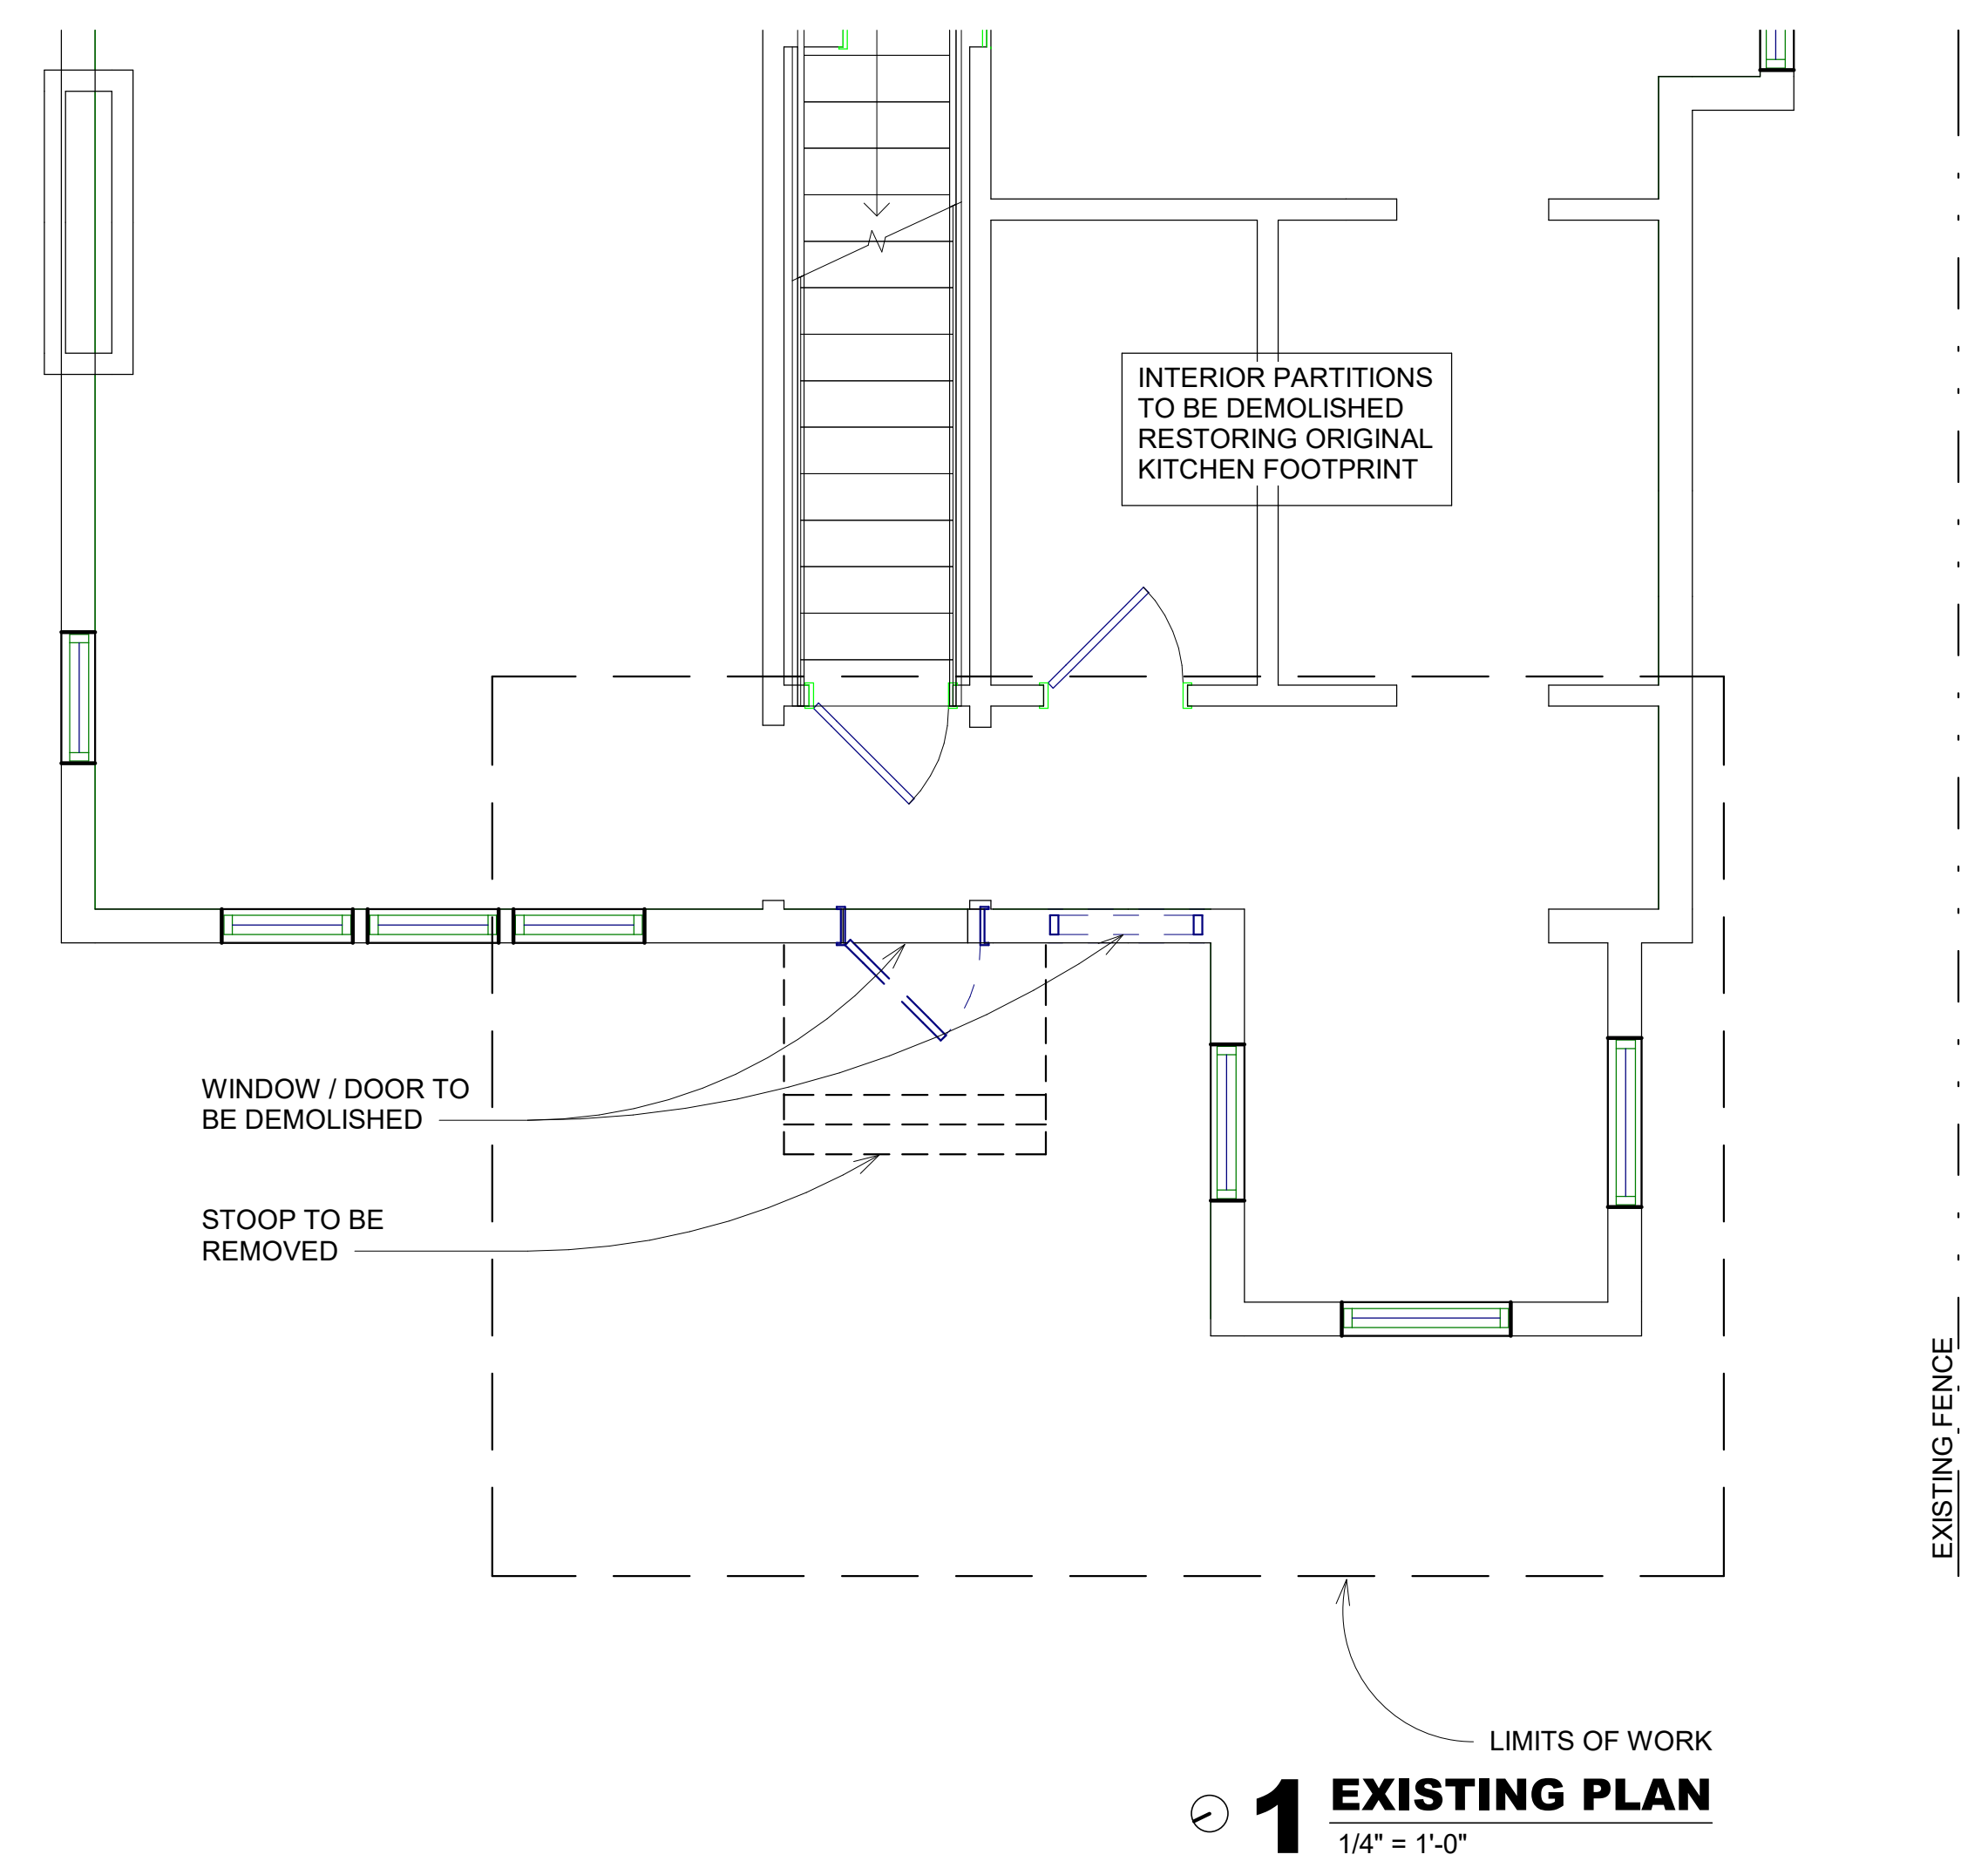 INTERIOR PARTITIONS
TO BE DEMOLISHED
RESTORING ORIGINAL
KITCHEN FOOTPRINT
WINDOW / DOOR TO
BE DEMOLISHED
STOOP TO BE
REMOVED
EXISTING FENCE
LIMITS OF WORK
1 EXISTING PLAN
1/4" = 1'-0"